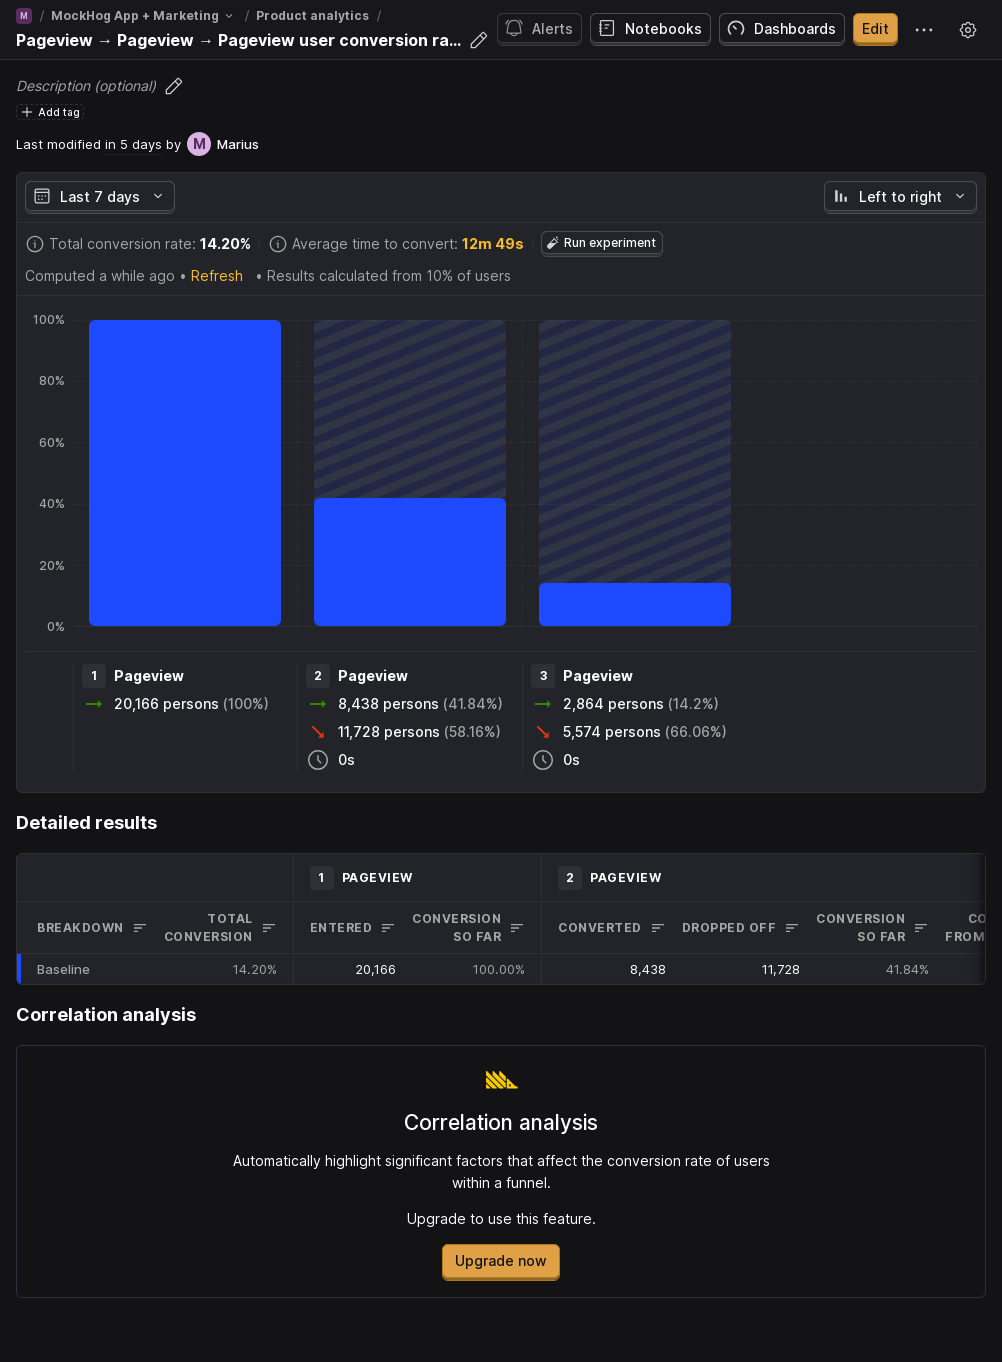 M / MockHog App + Marketing / Product analytics /
Pageview → Pageview → Pageview user conversion ra...
Alerts
Notebooks
Dashboards
Edit
Description (optional)
Add tag
Last modified in 5 days by M Marius
Last 7 days
Left to right
Total conversion rate: 14.20%
Average time to convert: 12m 49s
Run experiment
Computed a while ago • Refresh • Results calculated from 10% of users
100%
80%
60%
40%
20%
0%
1 Pageview
20,166 persons (100%)
2 Pageview
8,438 persons (41.84%)
11,728 persons (58.16%)
0s
3 Pageview
2,864 persons (14.2%)
5,574 persons (66.06%)
0s
Detailed results
1 PAGEVIEW
2 PAGEVIEW
BREAKDOWN
TOTAL
CONVERSION
ENTERED
CONVERSION
SO FAR
CONVERTED
DROPPED OFF
CONVERSION
SO FAR
CO
FROM
Baseline 14.20% 20,166 100.00% 8,438 11,728 41.84%
Correlation analysis
Correlation analysis
Automatically highlight significant factors that affect the conversion rate of users
within a funnel.
Upgrade to use this feature.
Upgrade now